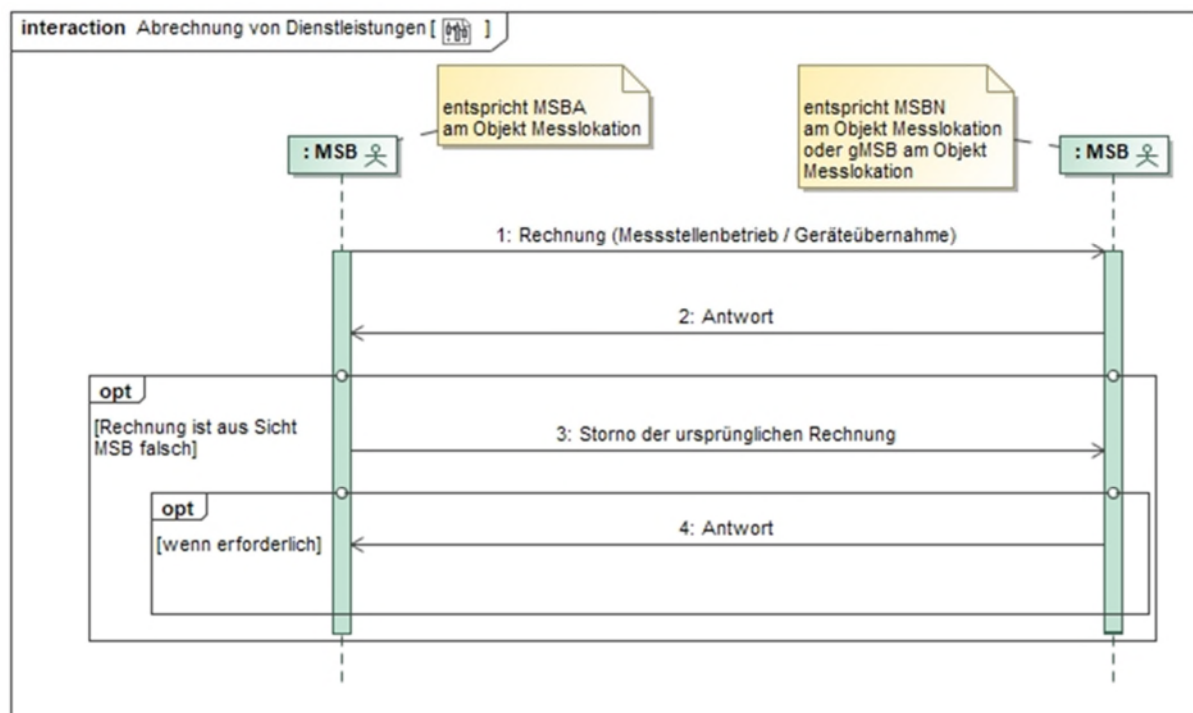 interaction Abrechnung von Dienstleistungen [ ]
entspricht MSBA
am Objekt Messlokation
entspricht MSBN
am Objekt Messlokation
oder gMSB am Objekt
Messlokation
: MSB
: MSB
1: Rechnung (Messstellenbetrieb / Geräteübernahme)
2: Antwort
opt
[Rechnung ist aus Sicht
MSB falsch]
3: Storno der ursprünglichen Rechnung
opt
[wenn erforderlich]
4: Antwort